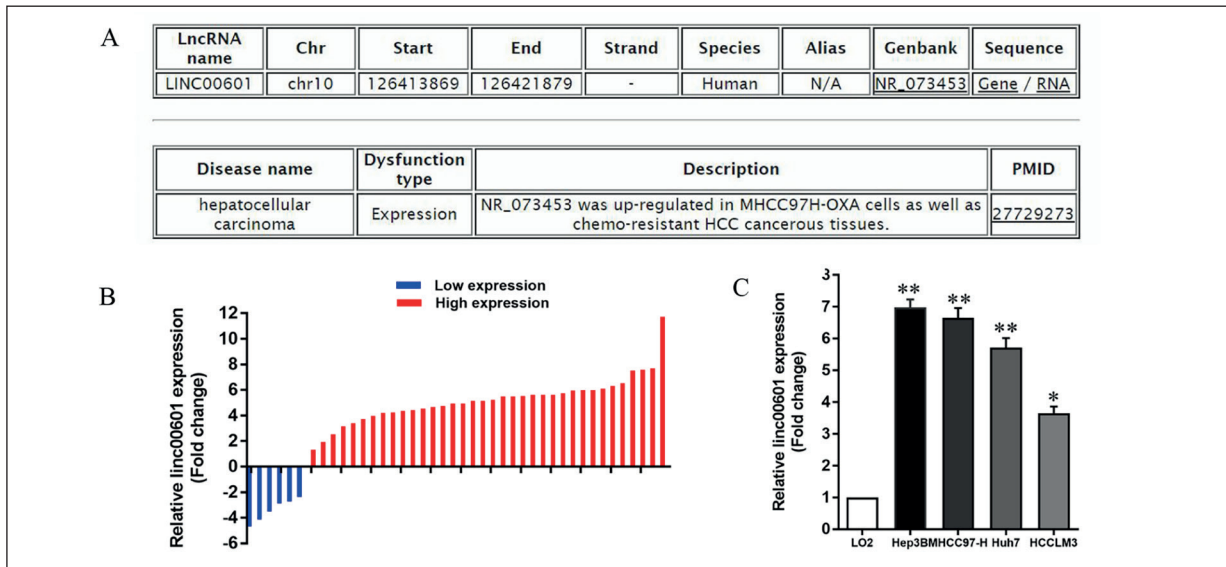 A
LncRNA name Chr Start End Strand Species Alias Genbank Sequence
LINC00601 chr10 126413869 126421879 - Human N/A NR_073453 Gene / RNA
Disease name Dysfunction type Description PMID
hepatocellular carcinoma Expression NR_073453 was up-regulated in MHCC97H-OXA cells as well as chemo-resistant HCC cancerous tissues. 27729273
B
Low expression
High expression
Relative linc00601 expression
(Fold change)
12
10
8
6
4
2
0
-2
-4
-6
C
Relative linc00601 expression
(Fold change)
3
7
6
5
4
3
2
1
0
**
**
**
*
LO2 Hep3B MHCC97-H Huh7 HCCLM3